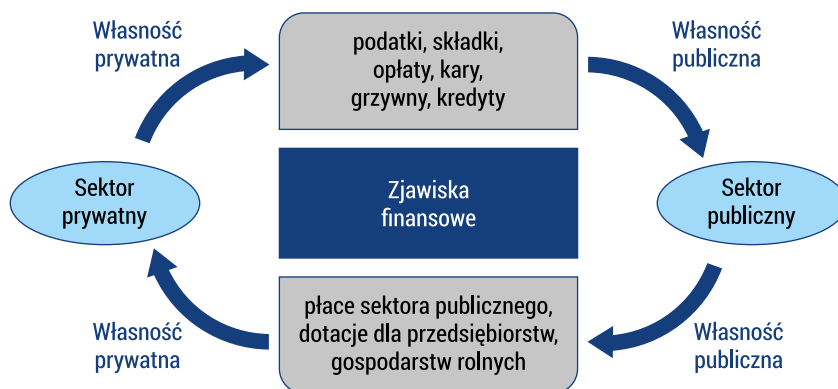 Własność
prywatna
podatki, składki,
opłaty, kary,
grzywny, kredyty
Własność
publiczna
Sektor
prywatny
Zjawiska
finansowe
Sektor
publiczny
Własność
prywatna
płace sektora publicznego,
dotacje dla przedsiębiorstw,
gospodarstw rolnych
Własność
publiczna